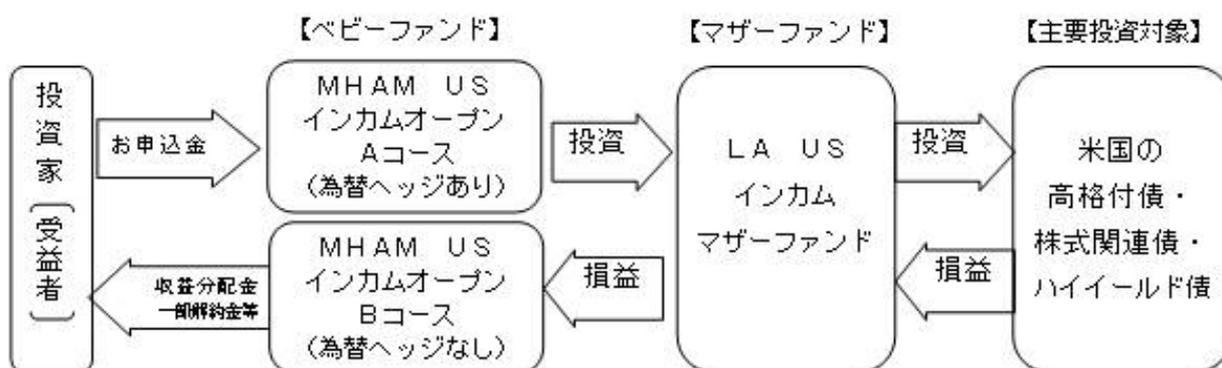 【ベビーファンド】
【マザーファンド】
【主要投資対象】
投資家〔受益者〕
お申込金
ＭＨＡＭ　ＵＳ
インカムオープン
Ａコース
（為替ヘッジあり）
投資
ＬＡ　ＵＳ
インカム
マザーファンド
投資
米国の
高格付債・
株式関連債・
ハイイールド債
収益分配金
一部解約金等
ＭＨＡＭ　ＵＳ
インカムオープン
Ｂコース
（為替ヘッジなし）
損益
損益